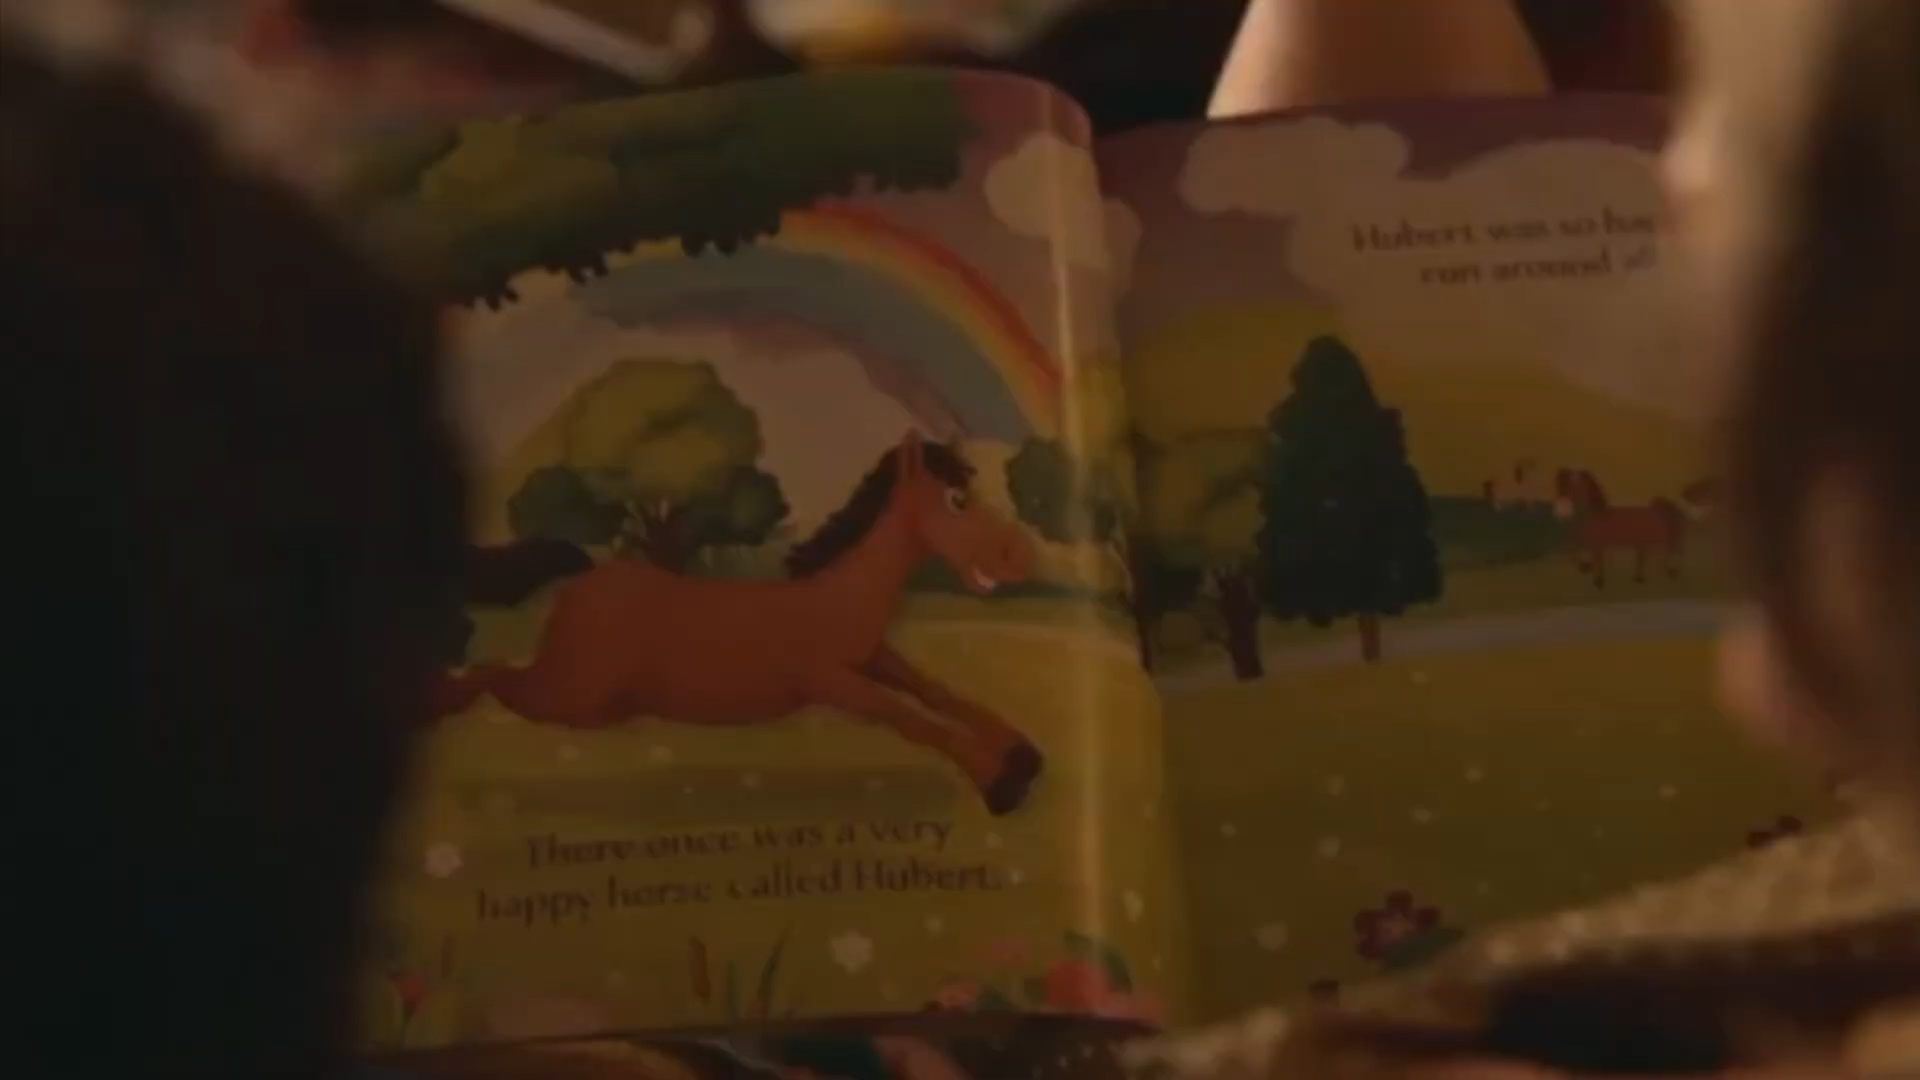 There once was a very
happy horse called Hubert.
Hubert was so
run around